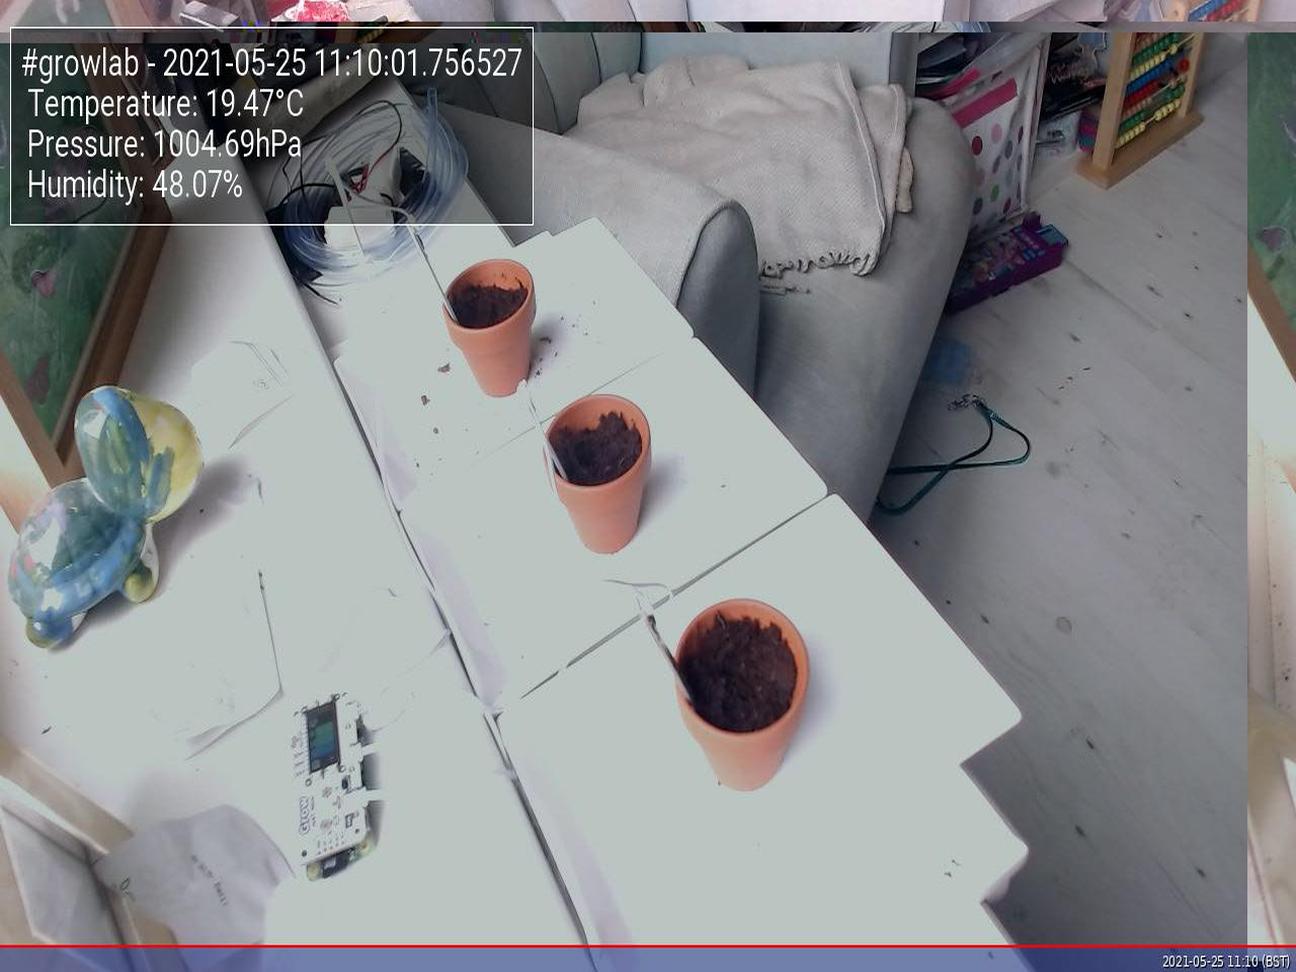 #growlab - 2021-05-25 11:10:01.756527
Temperature: 19.47°C
Pressure: 1004.69hPa
Humidity: 48.07%
Grow
2021-05-25 11:10 (BST)